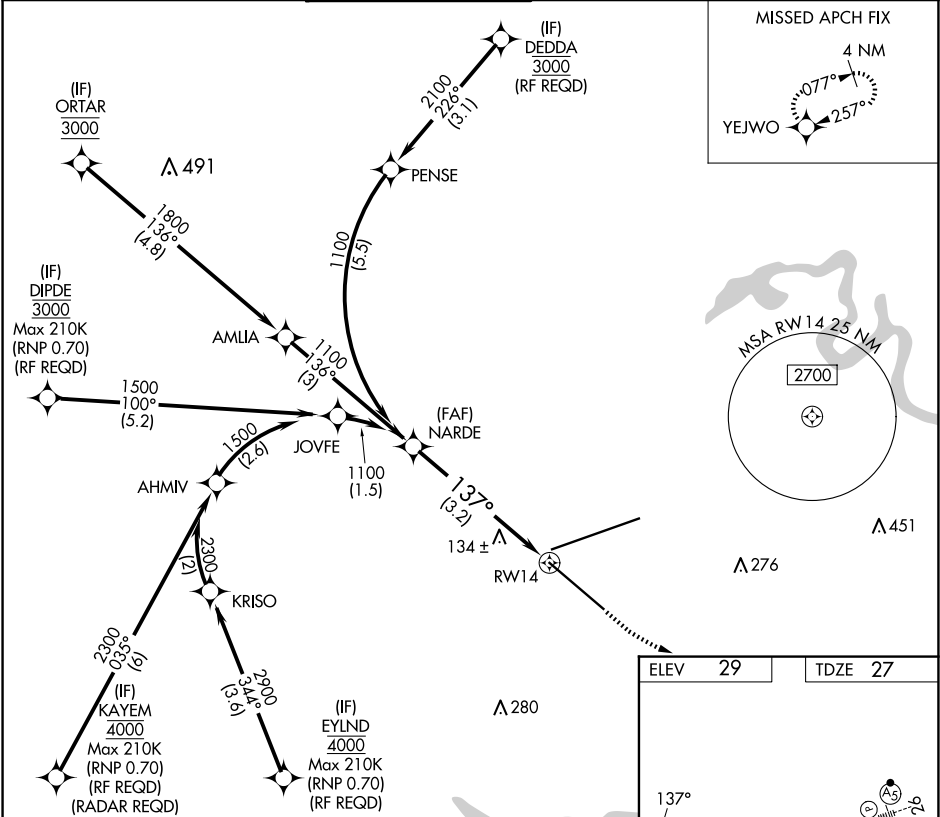 MISSED APCH FIX
4 NM
077°
257°
YEJWO
(IF)
DEDDA
3000
(RF REQD)
2100
226°
(3.1)
PENSE
1100
(5.5)
(IF)
ORTAR
3000
491
1800
136°
(4.8)
AMLIA
1100
136°
(3)
(IF)
DIPDE
3000
Max 210K
(RNP 0.70)
(RF REQD)
1500
100°
(5.2)
JOVFE
1100
(1.5)
(FAF)
NARDE
1500
(2.6)
AHMIV
137°
(3.2)
134 ±
RW14
MSA RW14 25 NM
2700
451
276
2300
(2)
KRISO
2300
035°
(6)
(IF)
KAYEM
4000
Max 210K
(RNP 0.70)
(RF REQD)
(RADAR REQD)
2900
344°
(3.6)
(IF)
EYLND
4000
Max 210K
(RNP 0.70)
(RF REQD)
280
ELEV 29
TDZE 27
137°
A5
P
26